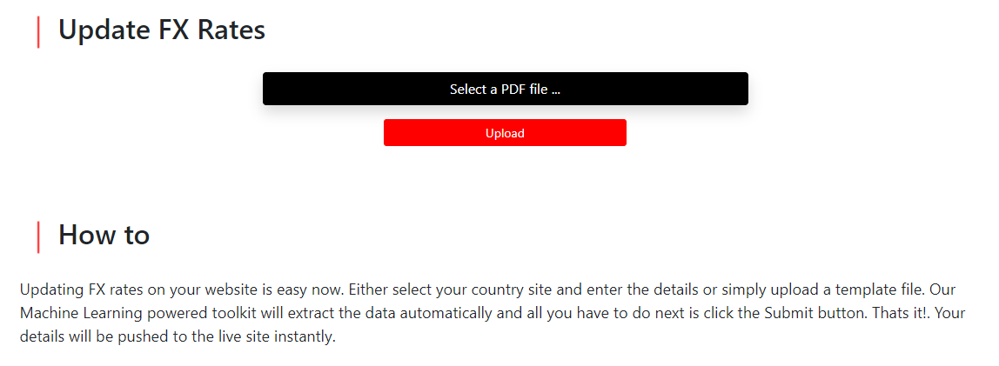 Update FX Rates
Select a PDF file ...
Upload
How to
Updating FX rates on your website is easy now. Either select your country site and enter the details or simply upload a template file. Our
Machine Learning powered toolkit will extract the data automatically and all you have to do next is click the Submit button. Thats it!. Your
details will be pushed to the live site instantly.